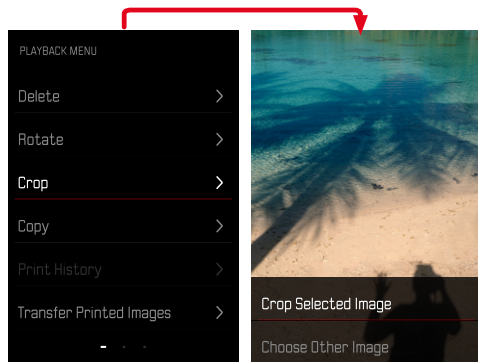 PLAYBACK MENU
Delete
Rotate
Crop
Copy
Print History
Transfer Printed Images
Crop Selected Image
Choose Other Image